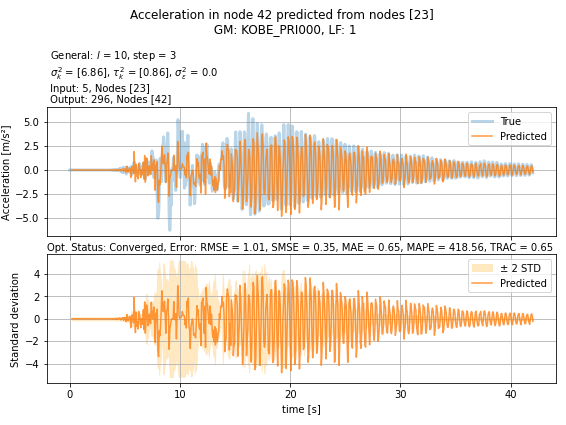 Acceleration in node 42 predicted from nodes [23]
GM: KOBE_PRI000, LF: 1
General: l = 10, step = 3
σ²ₖ = [6.86], τ²ₖ = [0.86], σ²ε = 0.0
Input: 5, Nodes [23]
Output: 296, Nodes [42]
Acceleration [m/s²]
5.0
2.5
0.0
−2.5
−5.0
True
Predicted
Opt. Status: Converged, Error: RMSE = 1.01, SMSE = 0.35, MAE = 0.65, MAPE = 418.56, TRAC = 0.65
Standard deviation
4
2
0
−2
−4
± 2 STD
Predicted
0 10 20 30 40
time [s]